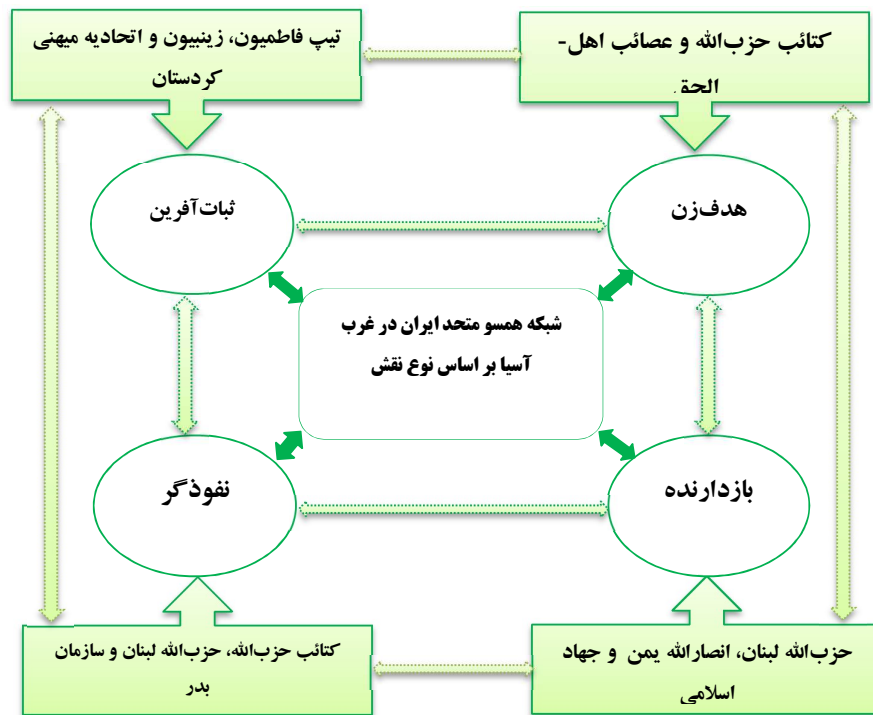 کتائب حزب‌الله و عصائب اهل-
الحق
تیپ فاطمیون، زینبیون و اتحادیه میهنی
کردستان
هدف‌زن
ثبات‌آفرین
شبکه همسو متحد ایران در غرب
آسیا بر اساس نوع نقش
بازدارنده
نفوذگر
حزب‌الله لبنان، انصارالله یمن و جهاد
اسلامی
کتائب حزب‌الله، حزب‌الله لبنان و سازمان
بدر